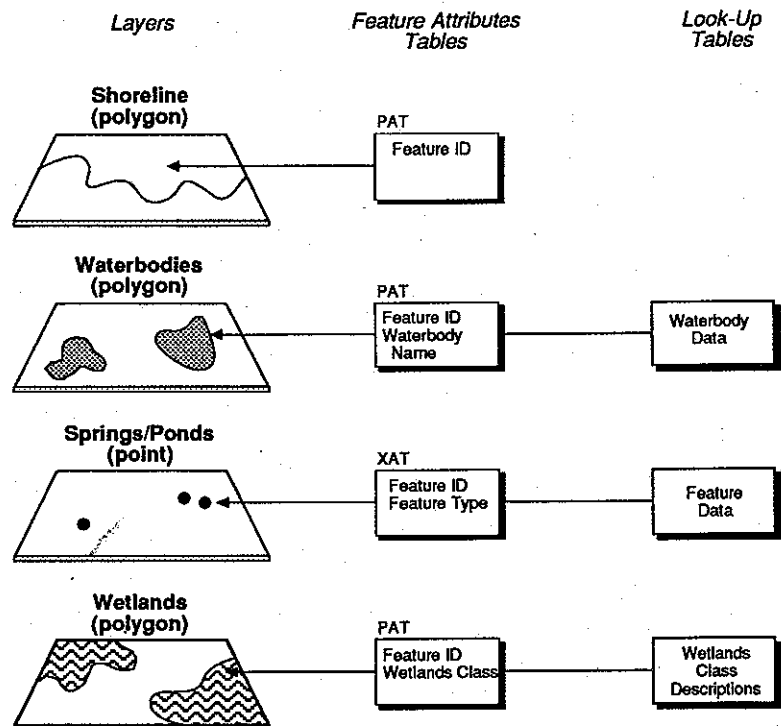 Layers
Feature Attributes
Tables
Look-Up
Tables
Shoreline
(polygon)
PAT
Feature ID
Waterbodies
(polygon)
PAT
Feature ID
Waterbody
Name
Waterbody
Data
Springs/Ponds
(point)
XAT
Feature ID
Feature Type
Feature
Data
Wetlands
(polygon)
PAT
Feature ID
Wetlands Class
Wetlands
Class
Descriptions